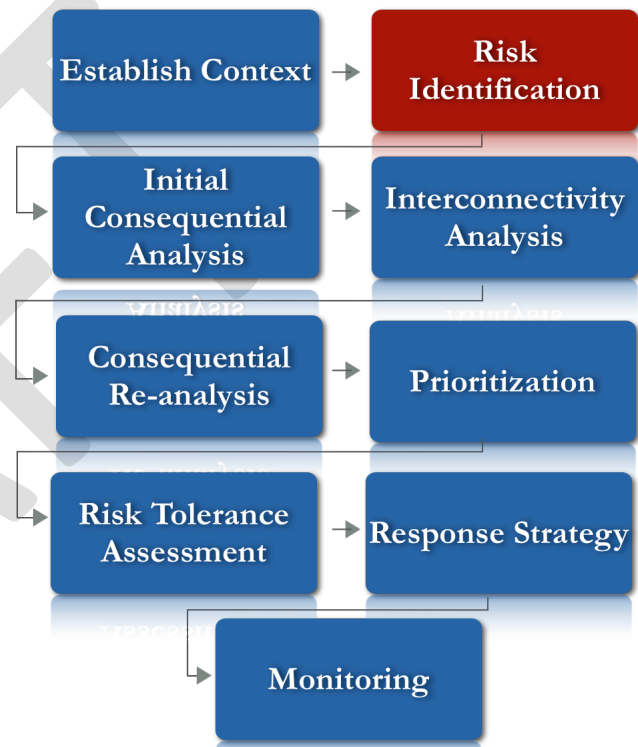 Establish Context
Risk
Identification
Initial
Consequential
Analysis
Interconnectivity
Analysis
Consequential
Re-analysis
Prioritization
Risk Tolerance
Assessment
Response Strategy
Monitoring